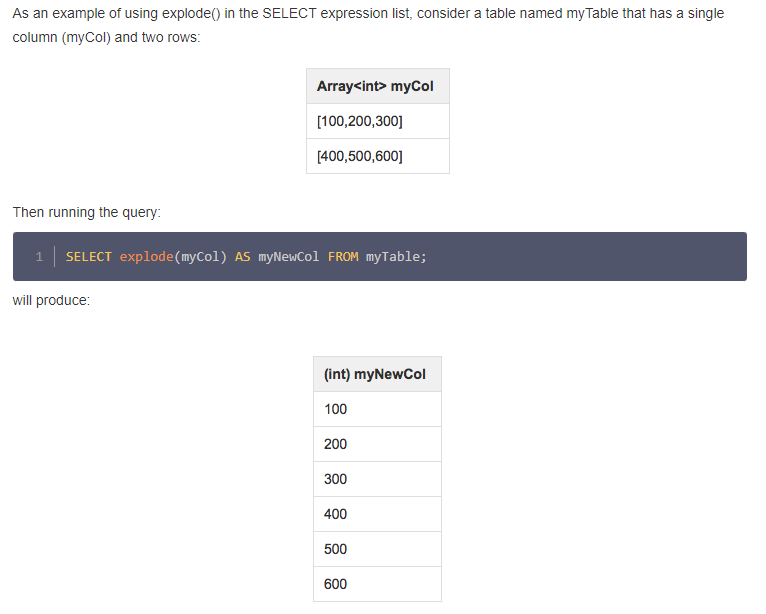 As an example of using explode() in the SELECT expression list, consider a table named myTable that has a single
column (myCol) and two rows:
Array<int> myCol
[100,200,300]
[400,500,600]
Then running the query:
1 SELECT explode(myCol) AS myNewCol FROM myTable;
will produce:
(int) myNewCol
100
200
300
400
500
600